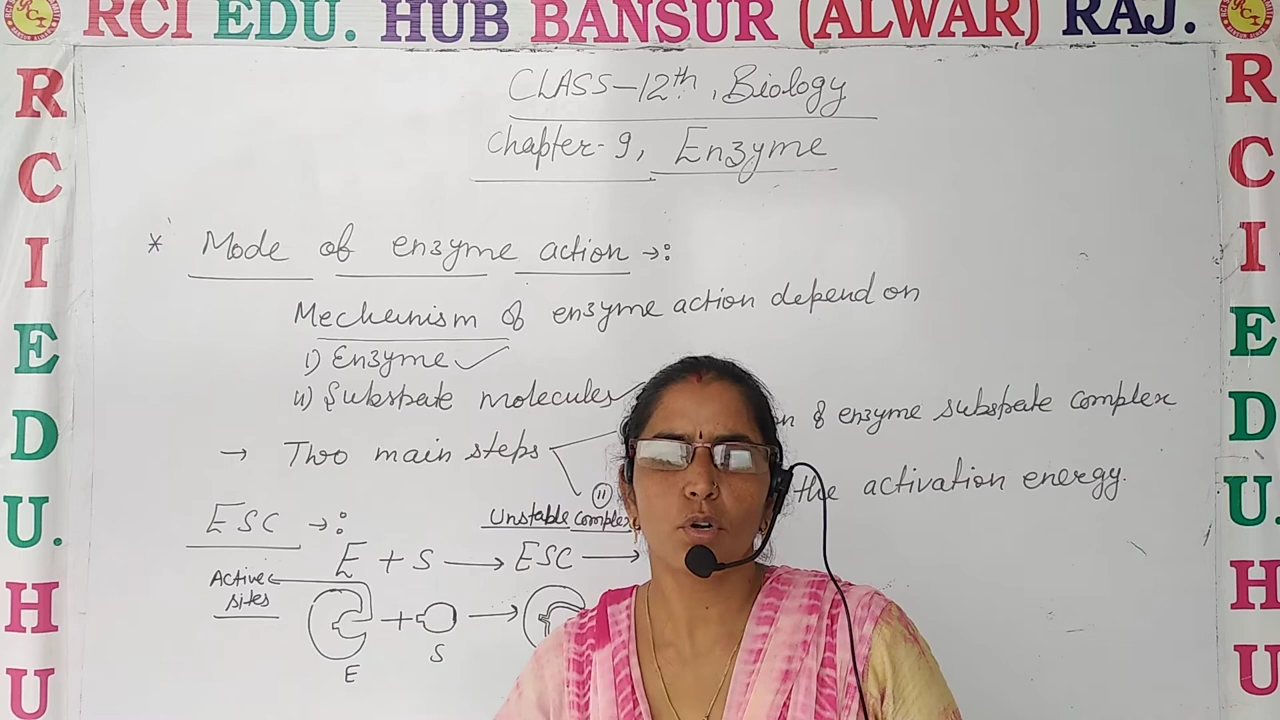 RCI EDU. HUB BANSUR (ALWAR) RAJ.
R C I E D U. H U
CLASS-12th, Biology
Chapter-9, Enzyme
* Mode of enzyme action →:
Mechanism of enzyme action depend on
i) Enzyme ✓
ii) Substrate molecules
→ Two main steps
of enzyme substrate complex
(ii)
the activation energy.
ESC →:
Unstable complex
E + S → ESC →
Active sites
+ →
E
S
R C I E D U. H U